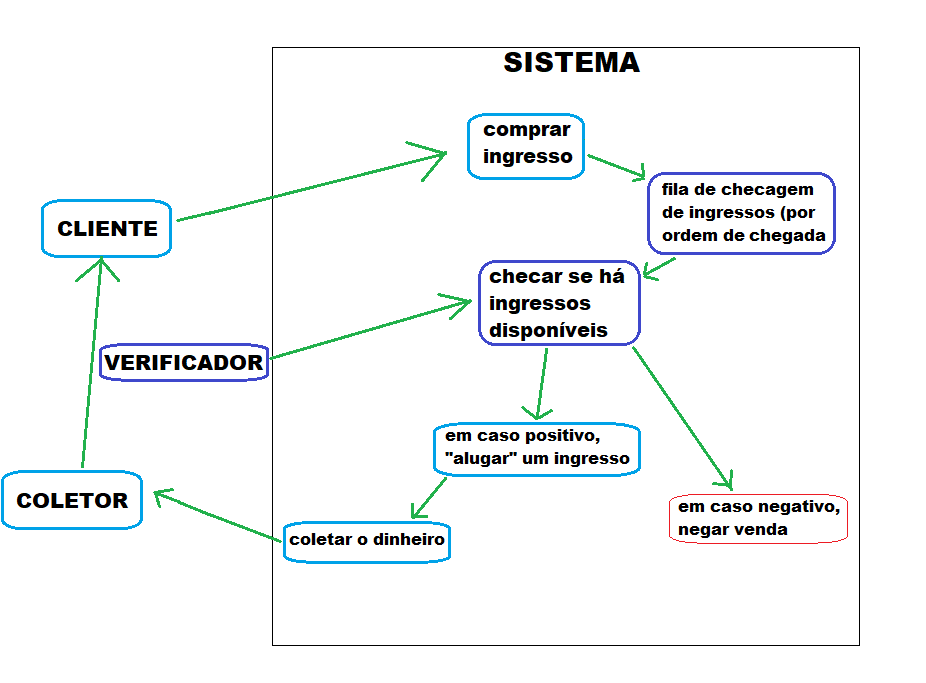 SISTEMA
comprar
ingresso
fila de checagem
de ingressos (por
ordem de chegada
CLIENTE
checar se há
ingressos
disponíveis
VERIFICADOR
em caso positivo,
"alugar" um ingresso
COLETOR
em caso negativo,
negar venda
coletar o dinheiro